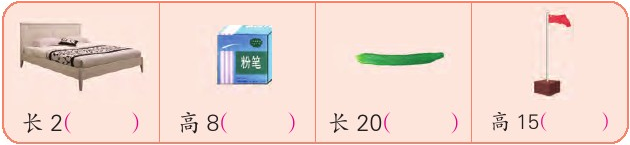 粉笔
长 2( )
高 8( )
长 20( )
高 15( )